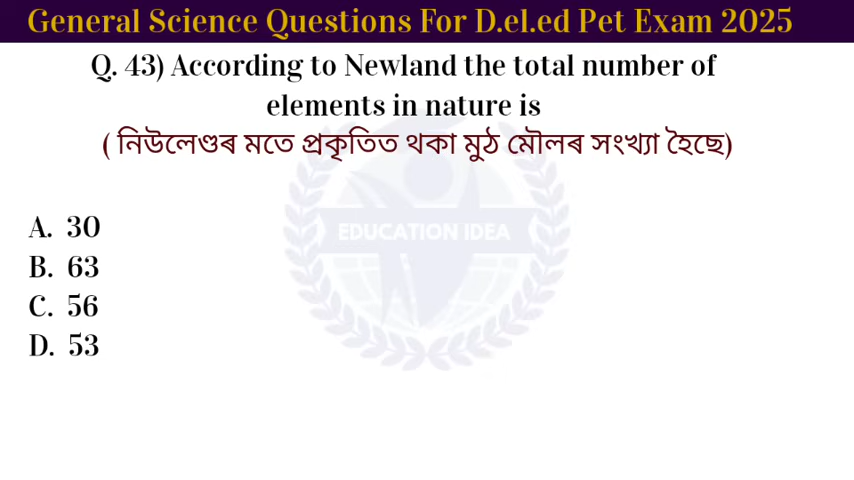 General Science Questions For D.el.ed Pet Exam 2025
Q. 43) According to Newland the total number of
elements in nature is
( নিউলেণ্ডৰ মতে প্ৰকৃতিত থকা মুঠ মৌলৰ সংখ্যা হৈছে)
EDUCATION IDEA
A. 30
B. 63
C. 56
D. 53